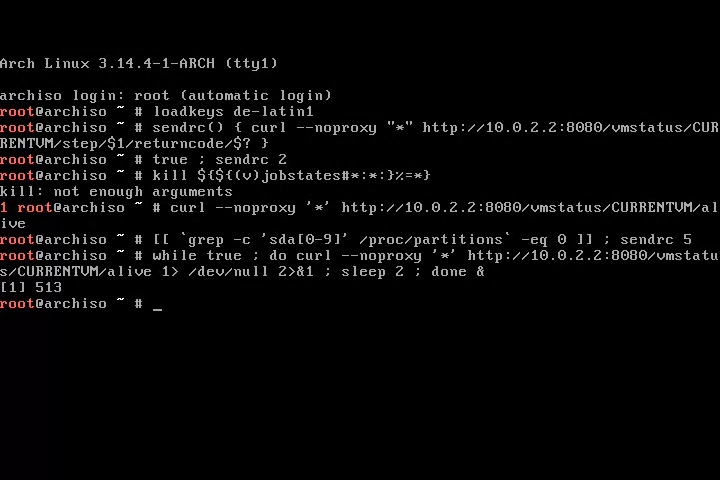 Arch Linux 3.14.4-1-ARCH (tty1)
archiso login: root (automatic login)
root@archiso ~ # loadkeys de-latin1
root@archiso ~ # sendrc() { curl --noproxy "*" http://10.0.2.2:8080/vmstatus/CUR
RENTVM/step/$1/returncode/$? }
root@archiso ~ # true ; sendrc 2
root@archiso ~ # kill ${${(v)jobstates#*:*:}%=*}
kill: not enough arguments
1 root@archiso ~ # curl --noproxy '*' http://10.0.2.2:8080/vmstatus/CURRENTVM/al
ive
root@archiso ~ # [[ `grep -c 'sda[0-9]' /proc/partitions` -eq 0 ]] ; sendrc 5
root@archiso ~ # while true ; do curl --noproxy '*' http://10.0.2.2:8080/vmstatu
s/CURRENTVM/alive 1> /dev/null 2>&1 ; sleep 2 ; done &
[1] 513
root@archiso ~ # _